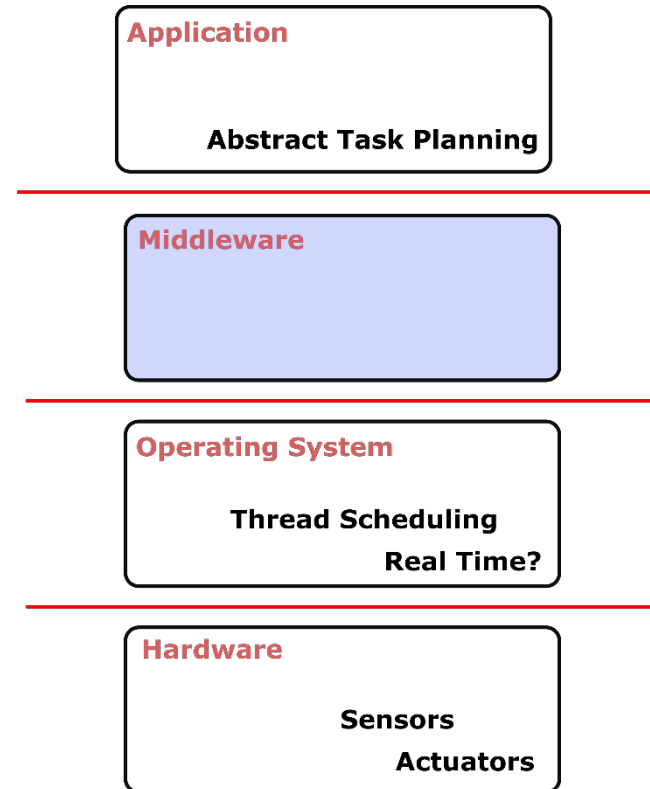 Application
Abstract Task Planning
Middleware
Operating System
Thread Scheduling
Real Time?
Hardware
Sensors
Actuators